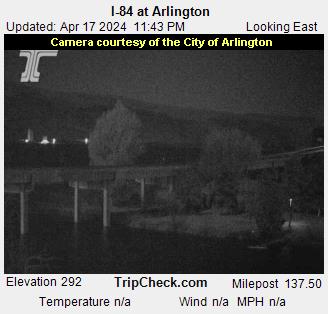 I-84 at Arlington
Updated: Apr 17 2024 11:43 PM Looking East
Camera courtesy of the City of Arlington
Elevation 292 TripCheck.com Milepost 137.50
Temperature n/a Wind n/a MPH n/a